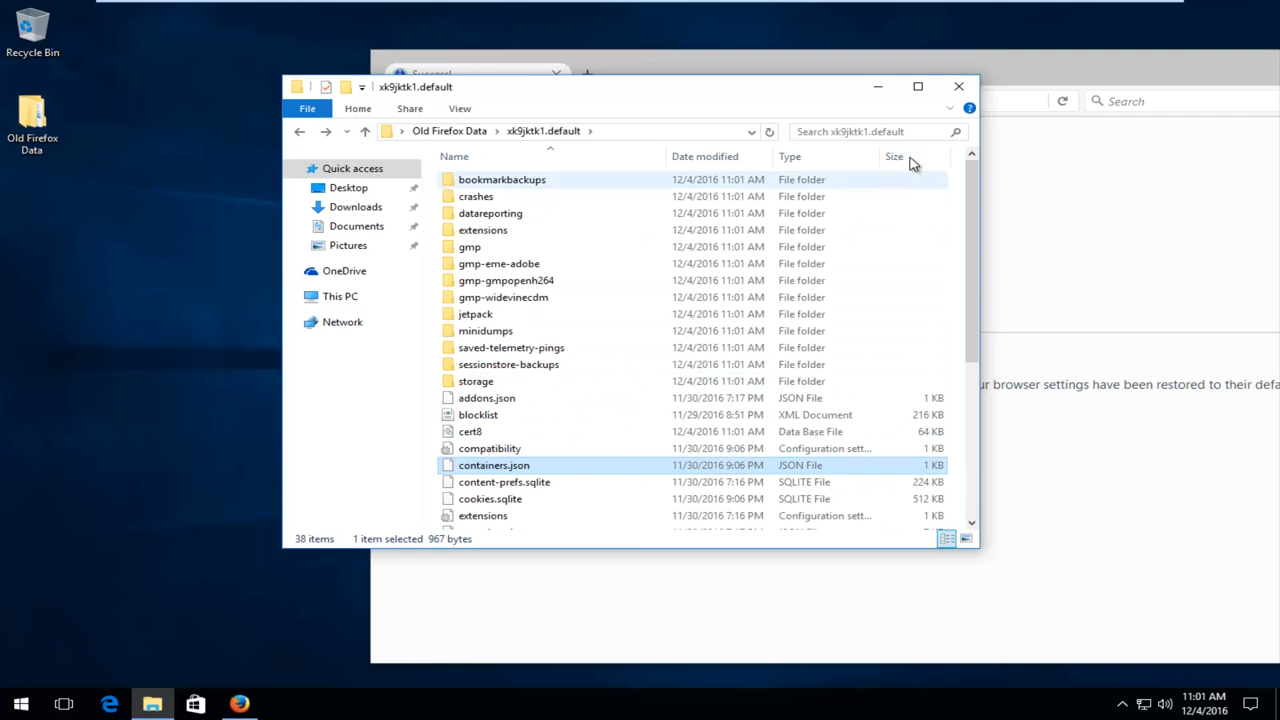 Recycle Bin
Old Firefox
Data
xk9jktk1.default
File Home Share View
Old Firefox Data xk9jktk1.default
Search xk9jktk1.default
Search
Name Date modified Type Size
Quick access
Desktop
Downloads
Documents
Pictures
OneDrive
This PC
Network
bookmarkbackups 12/4/2016 11:01 AM File folder
crashes 12/4/2016 11:01 AM File folder
datareporting 12/4/2016 11:01 AM File folder
extensions 12/4/2016 11:01 AM File folder
gmp 12/4/2016 11:01 AM File folder
gmp-eme-adobe 12/4/2016 11:01 AM File folder
gmp-gmpopenh264 12/4/2016 11:01 AM File folder
gmp-widevinecdm 12/4/2016 11:01 AM File folder
jetpack 12/4/2016 11:01 AM File folder
minidumps 12/4/2016 11:01 AM File folder
saved-telemetry-pings 12/4/2016 11:01 AM File folder
sessionstore-backups 12/4/2016 11:01 AM File folder
storage 12/4/2016 11:01 AM File folder
addons.json 11/30/2016 7:17 PM JSON File 1 KB
blocklist 11/29/2016 8:51 PM XML Document 216 KB
cert8 12/4/2016 11:01 AM Data Base File 64 KB
compatibility 11/30/2016 9:06 PM Configuration sett... 1 KB
containers.json 11/30/2016 9:06 PM JSON File 1 KB
content-prefs.sqlite 11/30/2016 7:16 PM SQLITE File 224 KB
cookies.sqlite 11/30/2016 9:06 PM SQLITE File 512 KB
extensions 11/30/2016 7:16 PM Configuration sett... 1 KB
38 items 1 item selected 967 bytes
browser settings have been restored to their
11:01 AM
12/4/2016